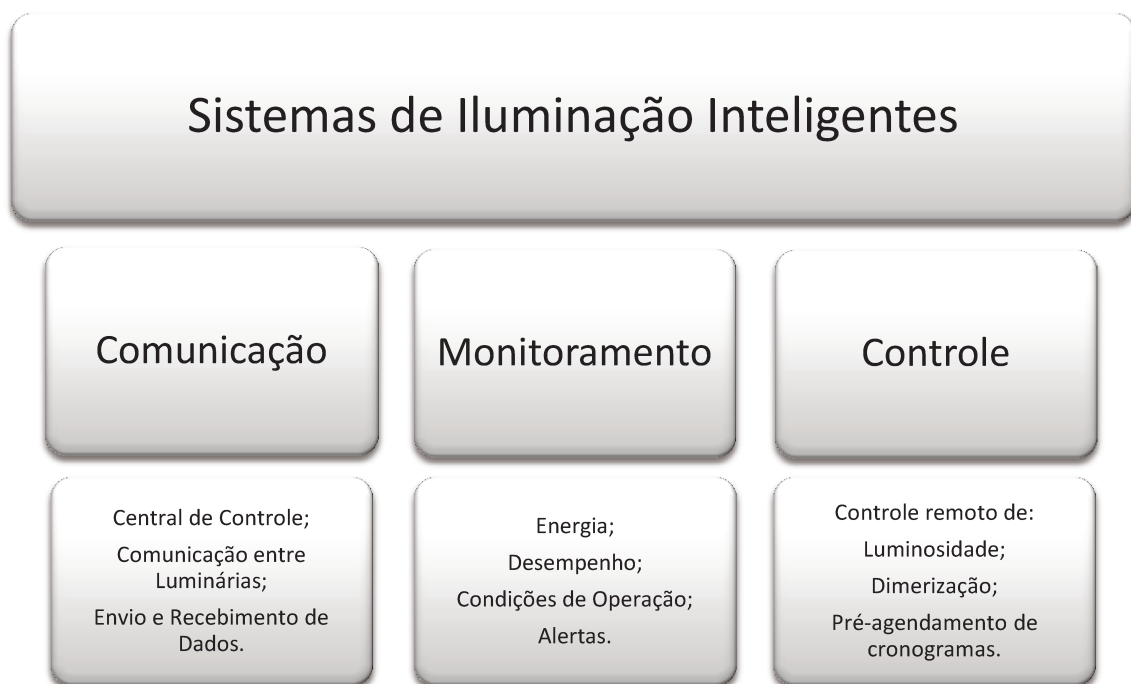 Sistemas de Iluminação Inteligentes
Comunicação
Monitoramento
Controle
Central de Controle;
Comunicação entre
Luminárias;
Envio e Recebimento de
Dados.
Energia;
Desempenho;
Condições de Operação;
Alertas.
Controle remoto de:
Luminosidade;
Dimerização;
Pré-agendamento de
cronogramas.